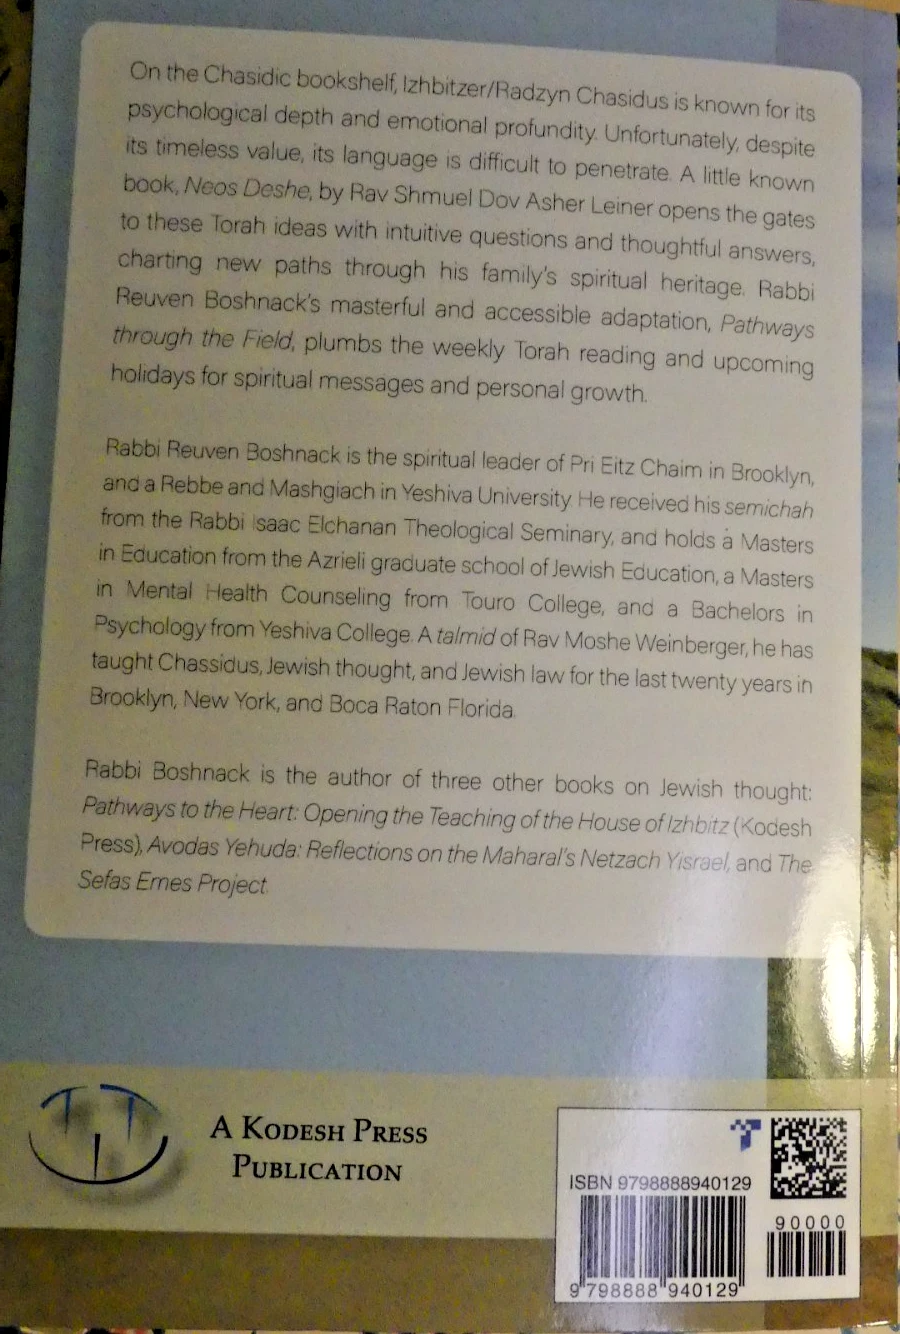 On the Chasidic bookshelf, Izhbitzer/Radzyn Chasidus is known for its
psychological depth and emotional profundity. Unfortunately, despite
its timeless value, its language is difficult to penetrate. A little known
book, Neos Deshe, by Rav Shmuel Dov Asher Leiner opens the gates
to these Torah ideas with intuitive questions and thoughtful answers,
charting new paths through his family's spiritual heritage. Rabbi
Reuven Boshnack's masterful and accessible adaptation, Pathways
through the Field, plumbs the weekly Torah reading and upcoming
holidays for spiritual messages and personal growth.
Rabbi Reuven Boshnack is the spiritual leader of Pri Eitz Chaim in Brooklyn,
and a Rebbe and Mashgiach in Yeshiva University. He received his semichah
from the Rabbi Isaac Elchanan Theological Seminary, and holds a Masters
in Education from the Azrieli graduate school of Jewish Education, a Masters
in Mental Health Counseling from Touro College, and a Bachelors in
Psychology from Yeshiva College. A talmid of Rav Moshe Weinberger, he has
taught Chassidus, Jewish thought, and Jewish law for the last twenty years in
Brooklyn, New York, and Boca Raton Florida.
Rabbi Boshnack is the author of three other books on Jewish thought:
Pathways to the Heart: Opening the Teaching of the House of Izhbitz (Kodesh
Press), Avodas Yehuda: Reflections on the Maharal's Netzach Yisrael, and The
Sefas Emes Project.
A Kodesh Press
Publication
ISBN 9798888940129
90000
9 798888 940129